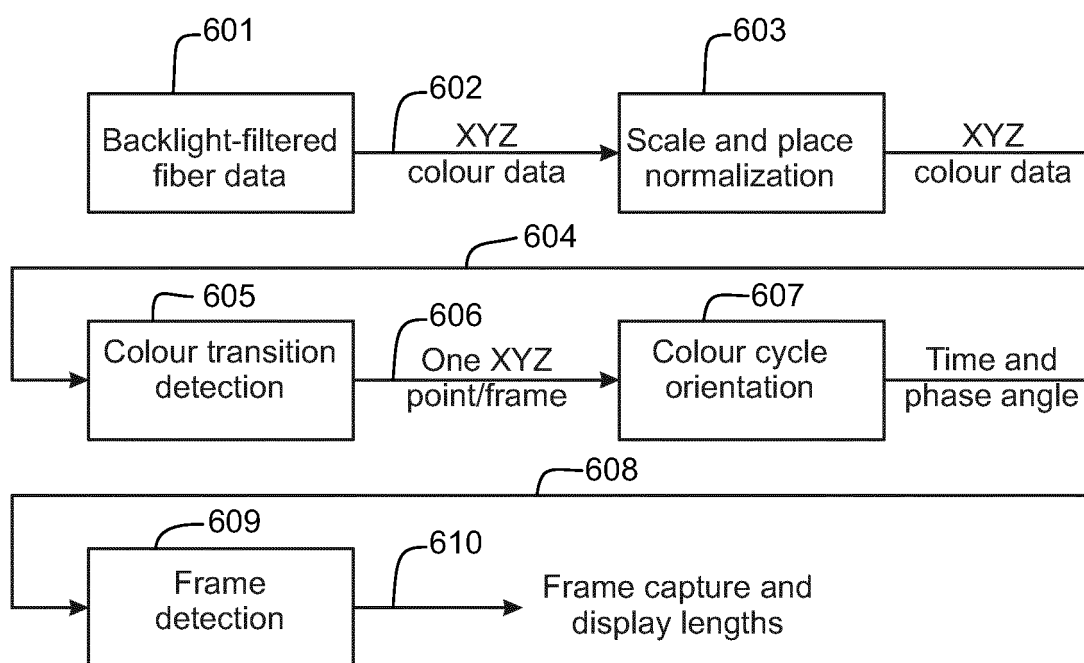 601
602
603
Backlight-filtered
fiber data
XYZ
colour data
Scale and place
normalization
XYZ
colour data
604
605
606
607
Colour transition
detection
One XYZ
point/frame
Colour cycle
orientation
Time and
phase angle
608
609
610
Frame
detection
Frame capture and
display lengths